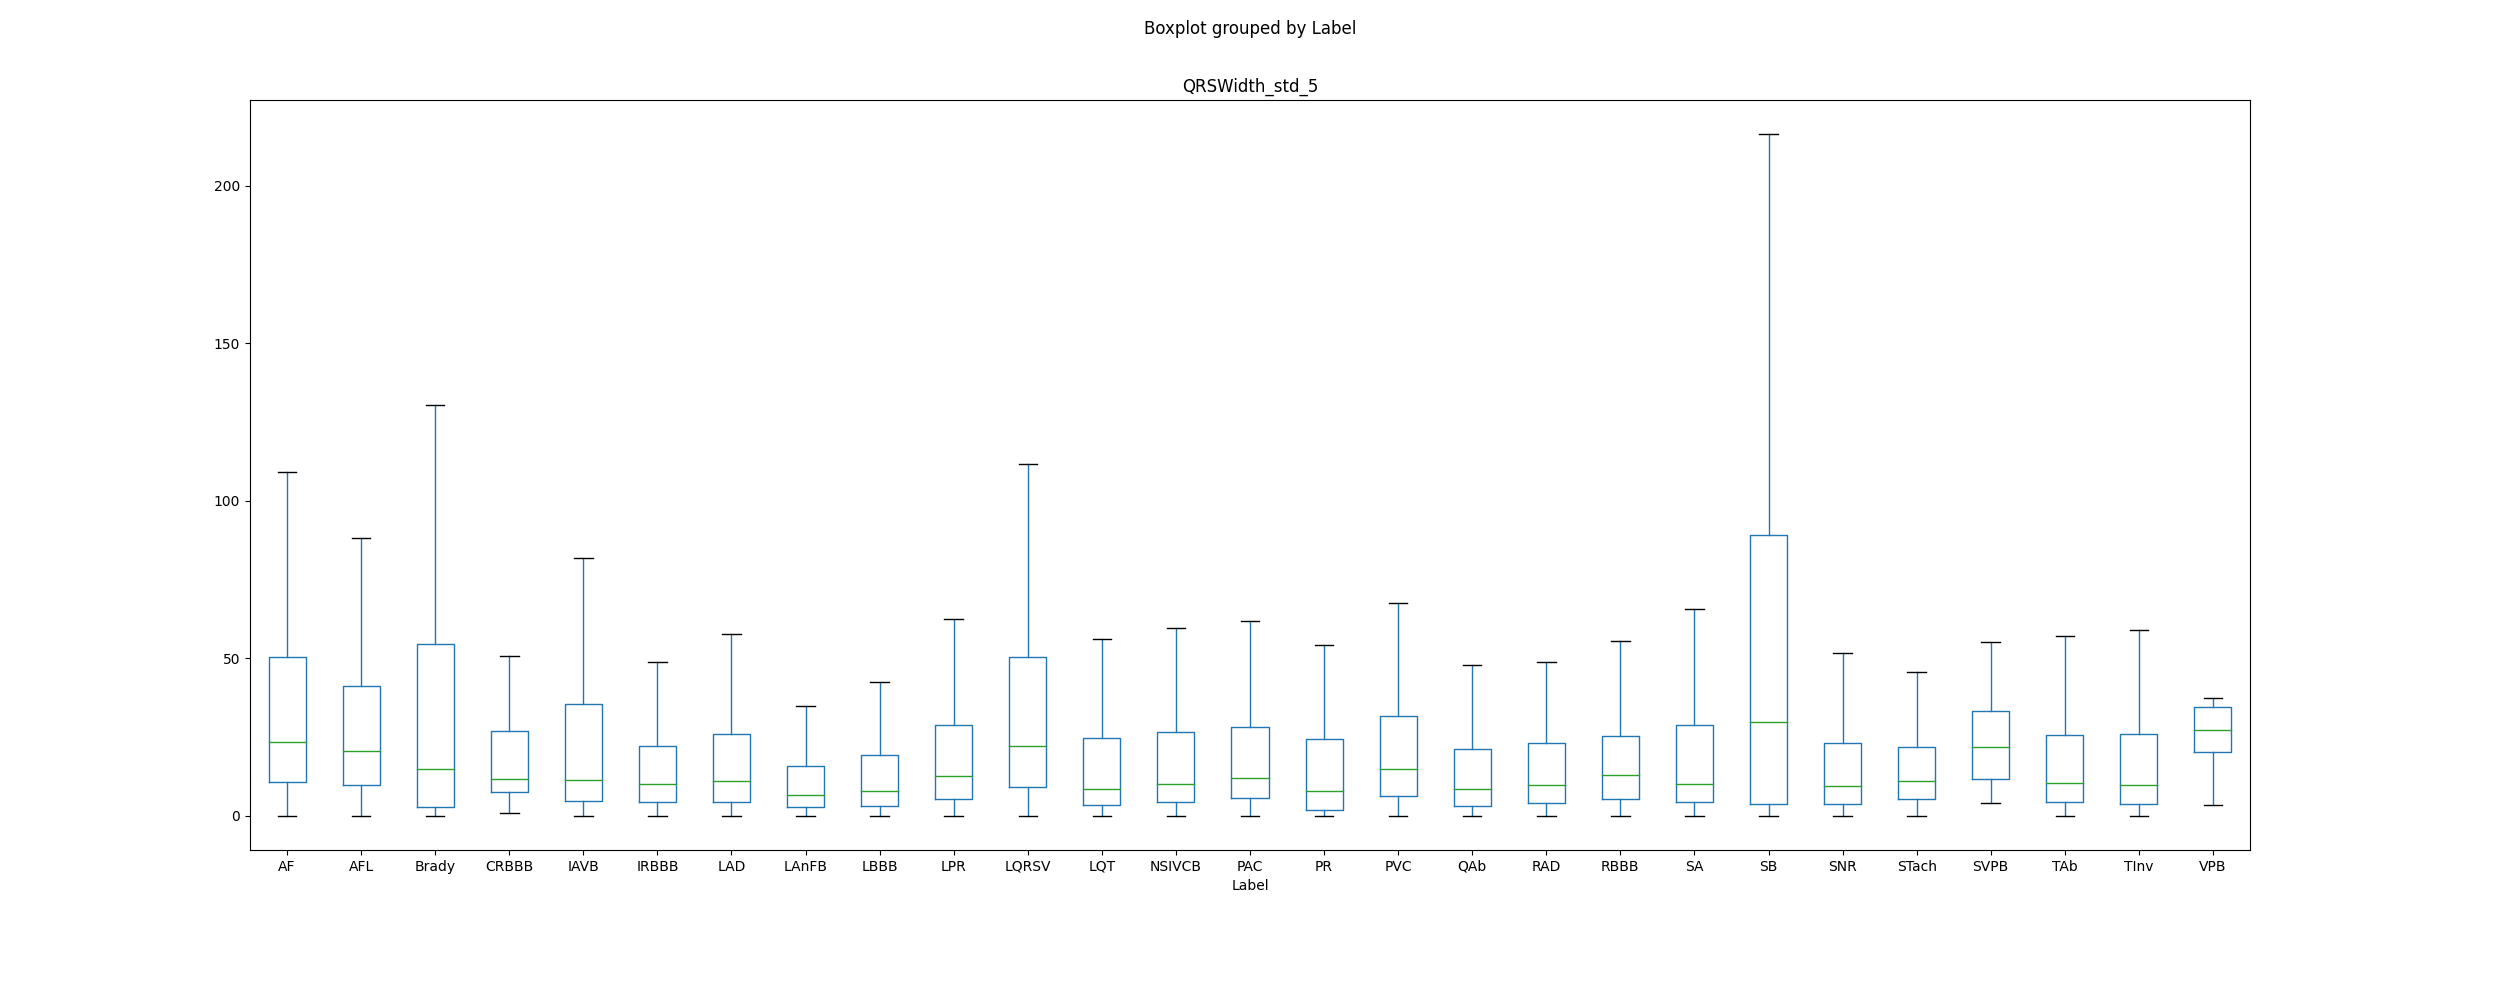 Boxplot grouped by Label
QRSWidth_std_5
200
150
100
50
0
AF AFL Brady CRBBB IAVB IRBBB LAD LAnFB LBBB LPR LQRSV LQT NSIVCB PAC PR PVC QAb RAD RBBB SA SB SNR STach SVPB TAb TInv VPB
Label